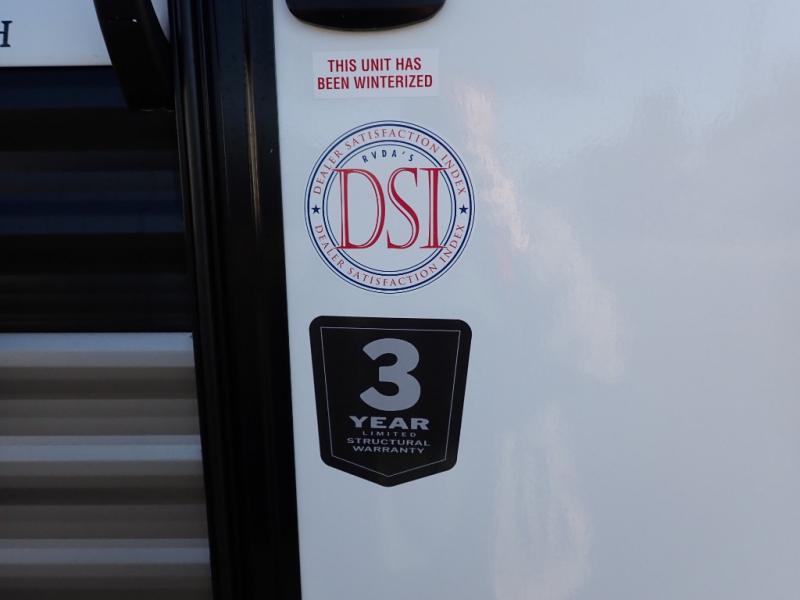 H
THIS UNIT HAS
BEEN WINTERIZED
DEALER SATISFACTION INDEX
RVDA'S
DSI
DEALER SATISFACTION INDEX
3
YEAR
LIMITED
STRUCTURAL
WARRANTY